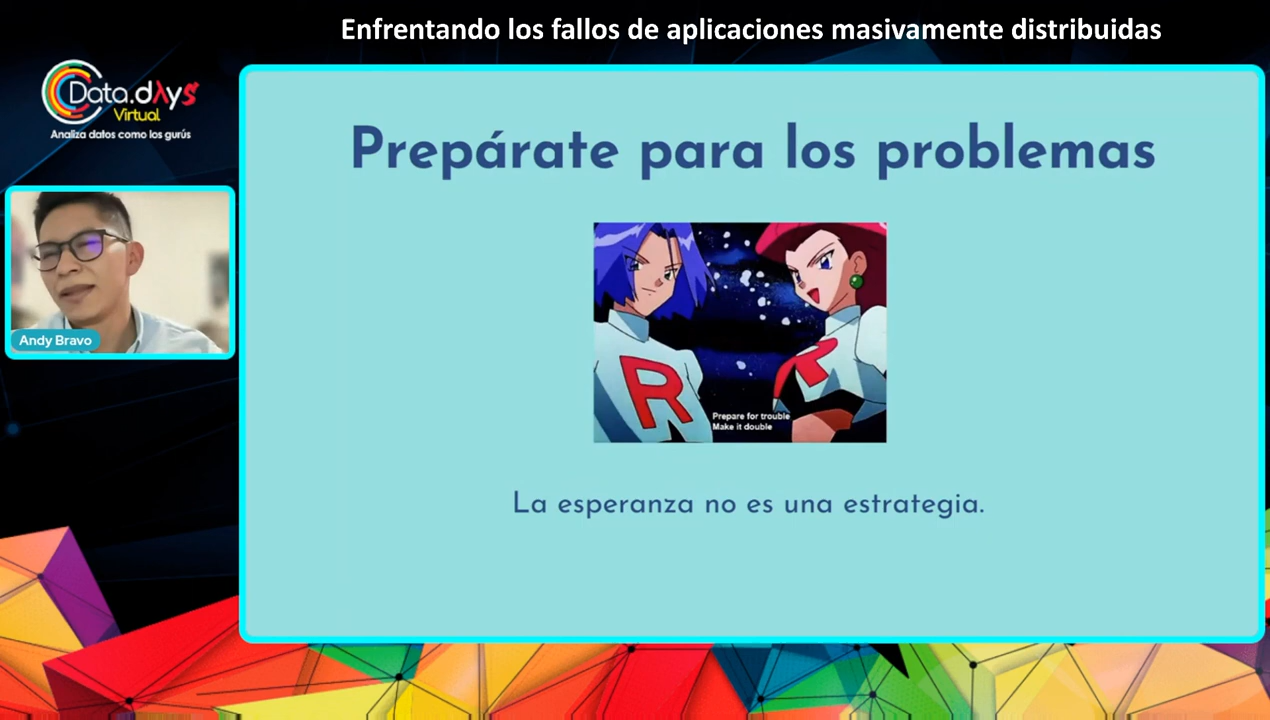 Enfrentando los fallos de aplicaciones masivamente distribuidas
Data.dλys
Virtual
Analiza datos como los gurús
Andy Bravo
Prepárate para los problemas
R
R
Prepare for trouble
Make it double
La esperanza no es una estrategia.